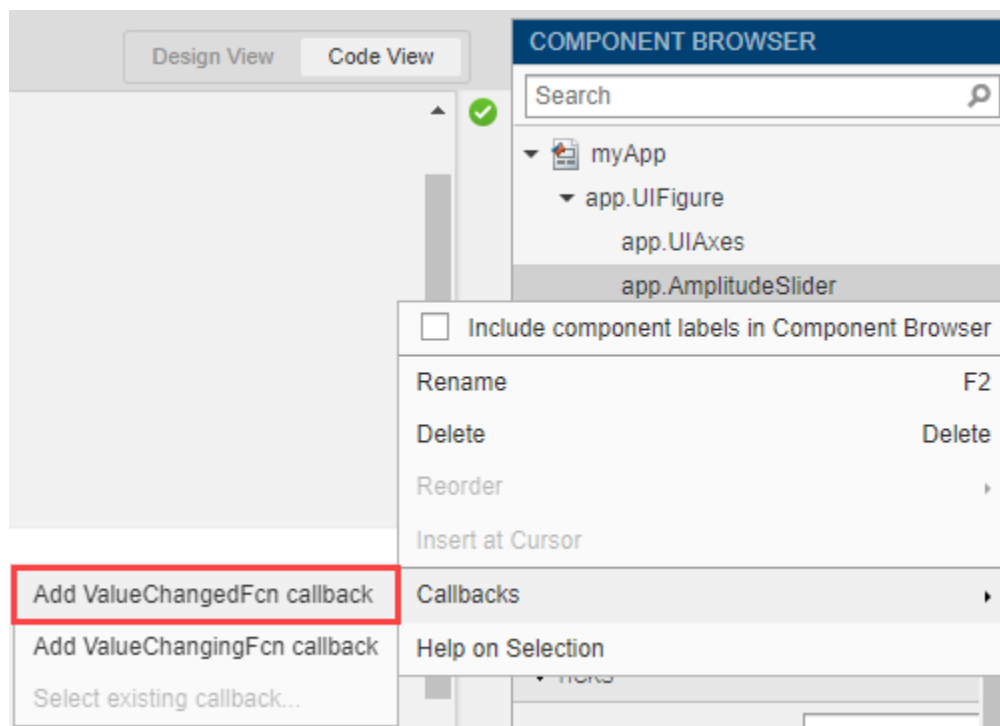 Design View
Code View
COMPONENT BROWSER
Search
myApp
app.UIFigure
app.UIAxes
app.AmplitudeSlider
Include component labels in Component Browser
Rename F2
Delete Delete
Reorder
Insert at Cursor
Callbacks
Help on Selection
Add ValueChangedFcn callback
Add ValueChangingFcn callback
Select existing callback...